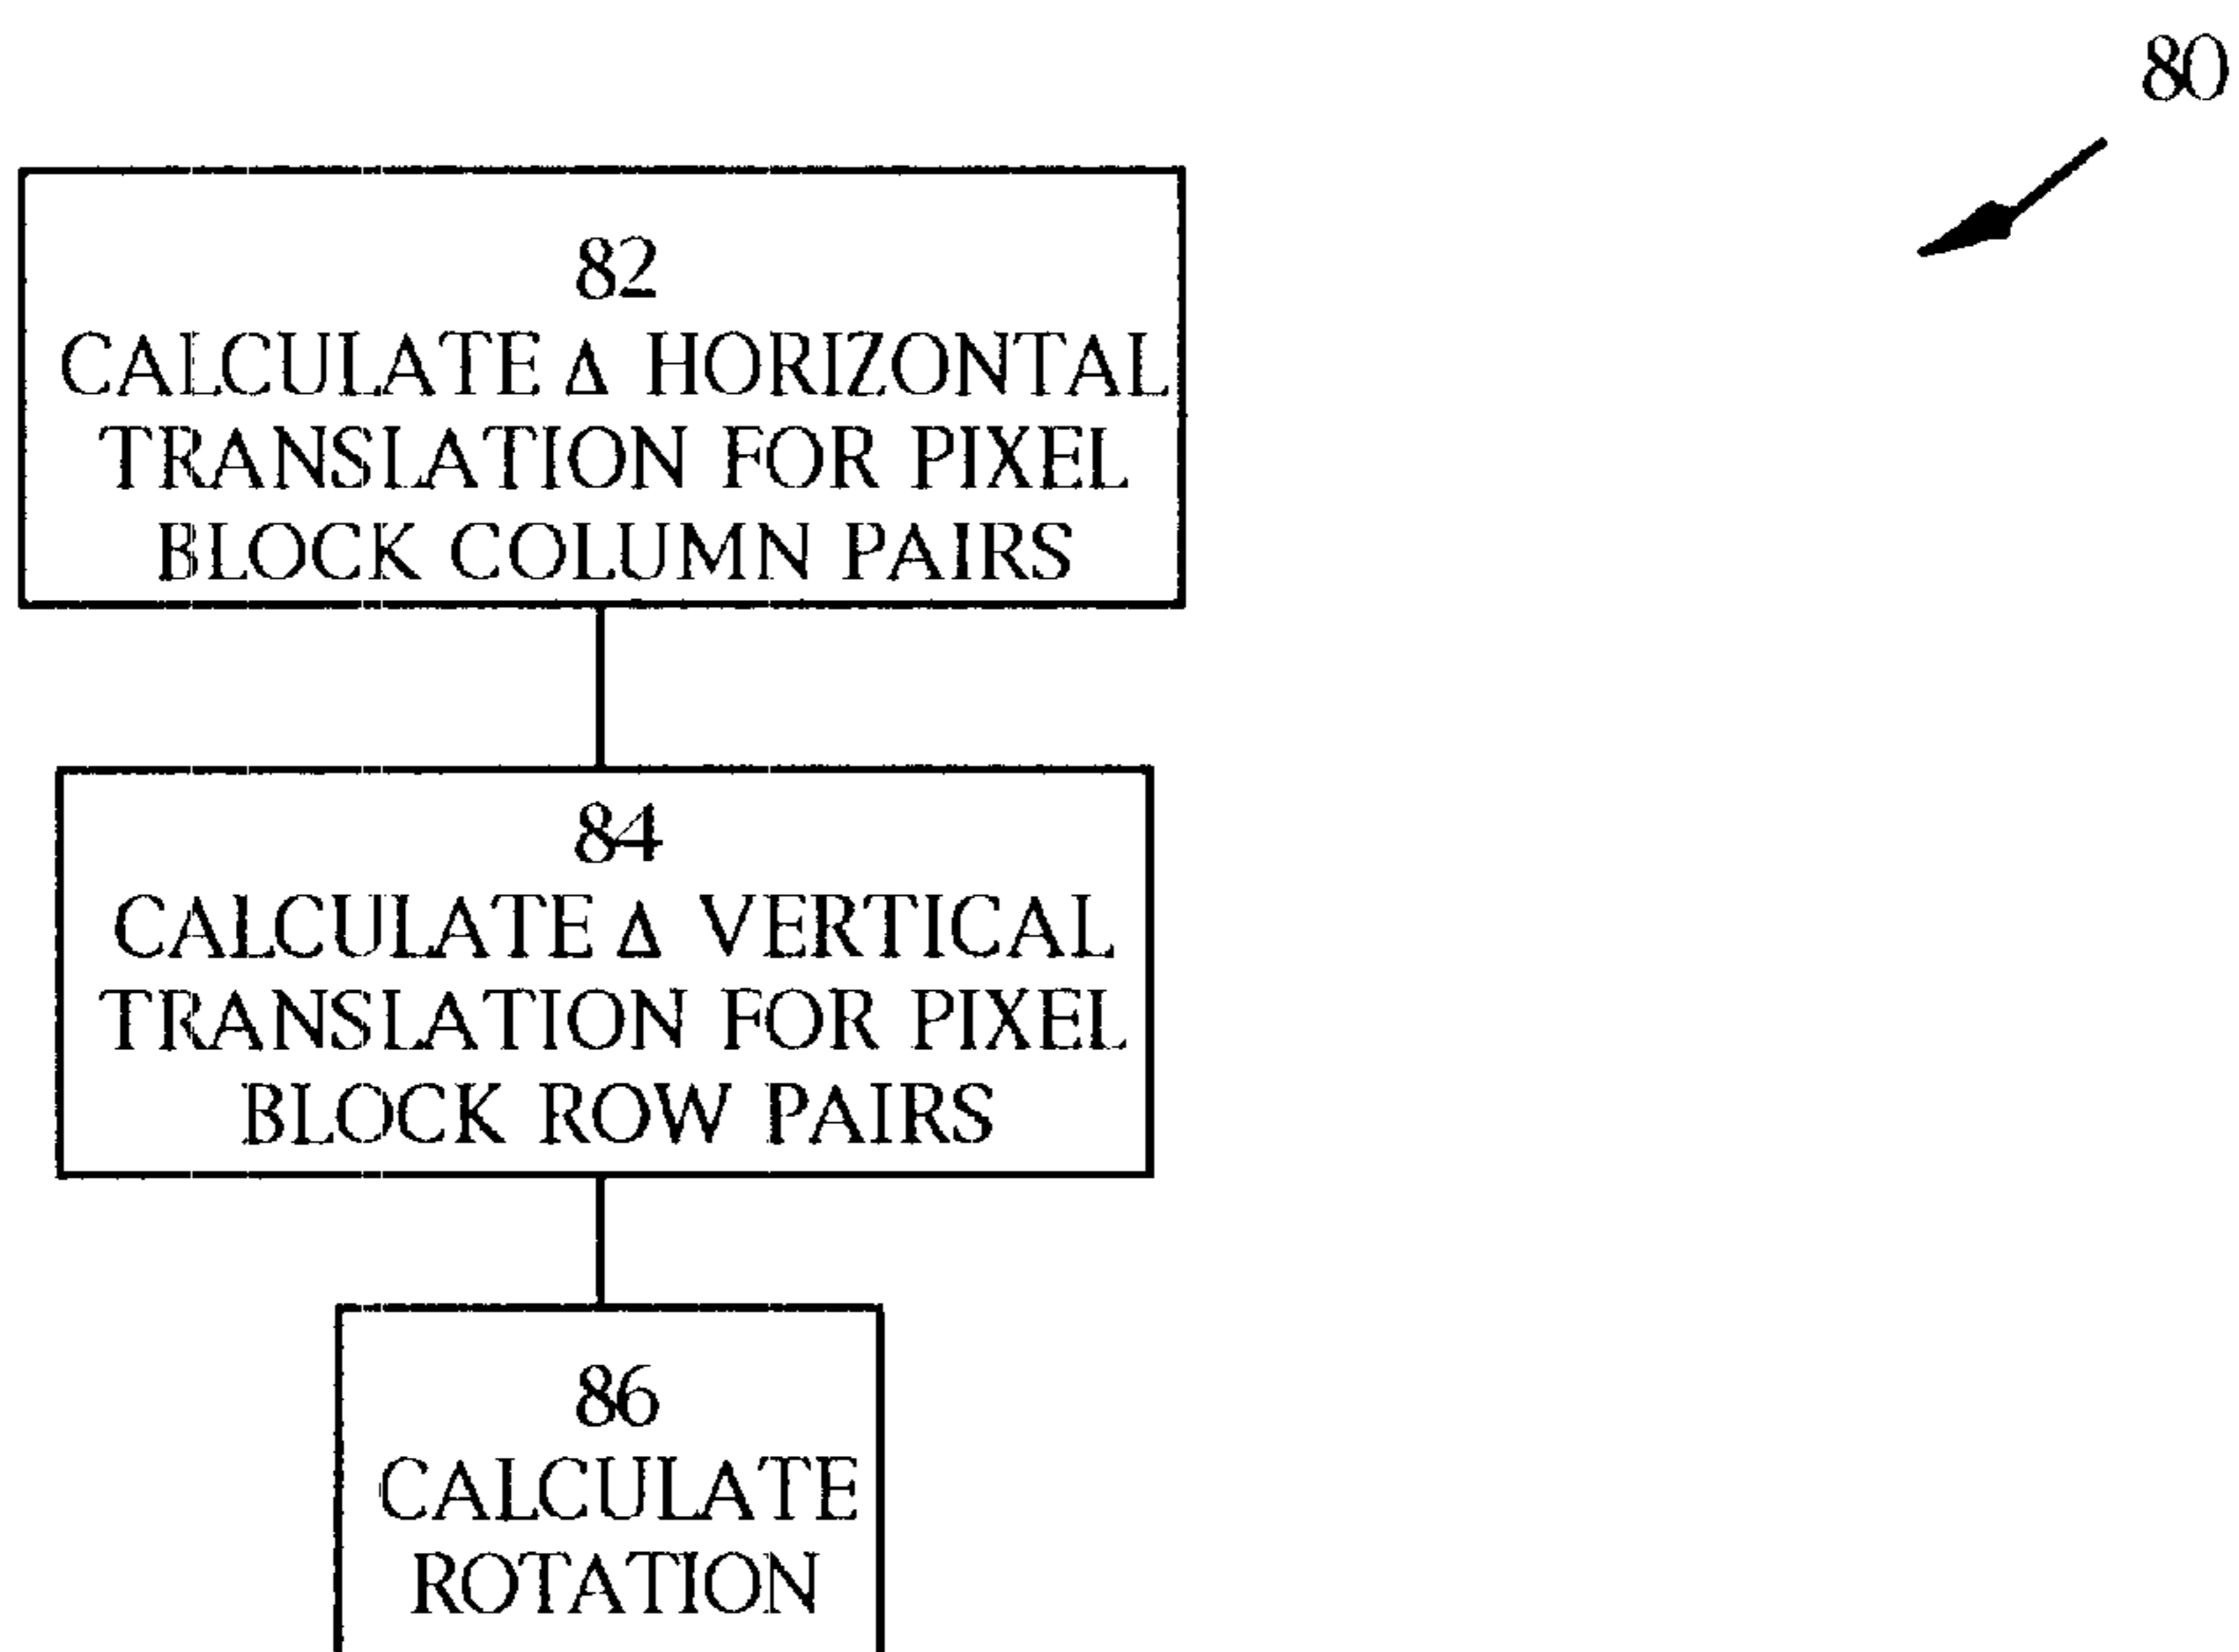 80
82
CALCULATE Δ HORIZONTAL
TRANSLATION FOR PIXEL
BLOCK COLUMN PAIRS
84
CALCULATE Δ VERTICAL
TRANSLATION FOR PIXEL
BLOCK ROW PAIRS
86
CALCULATE
ROTATION